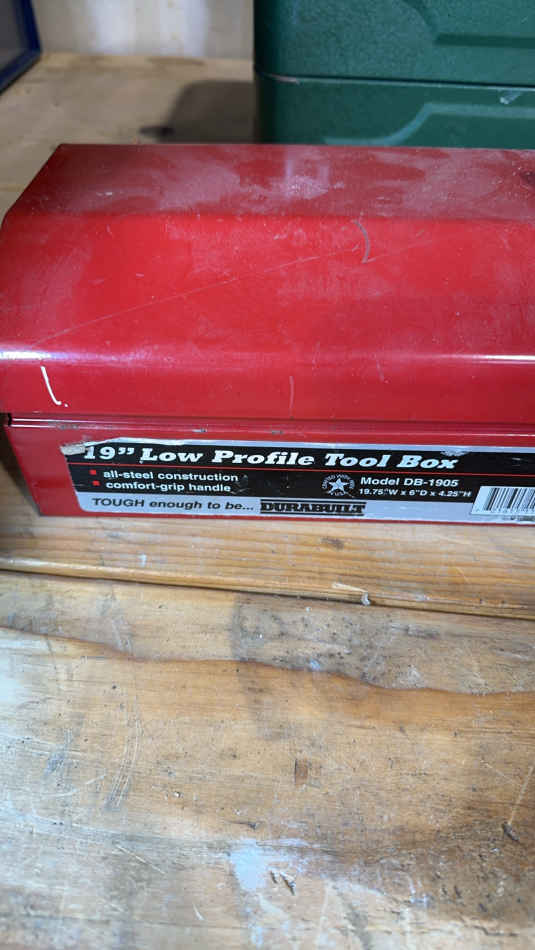 19” Low Profile Tool Box
all-steel construction
comfort-grip handle
Model DB-1905
19.75"W x 6"D x 4.25"H
TOUGH enough to be... DURABUILT